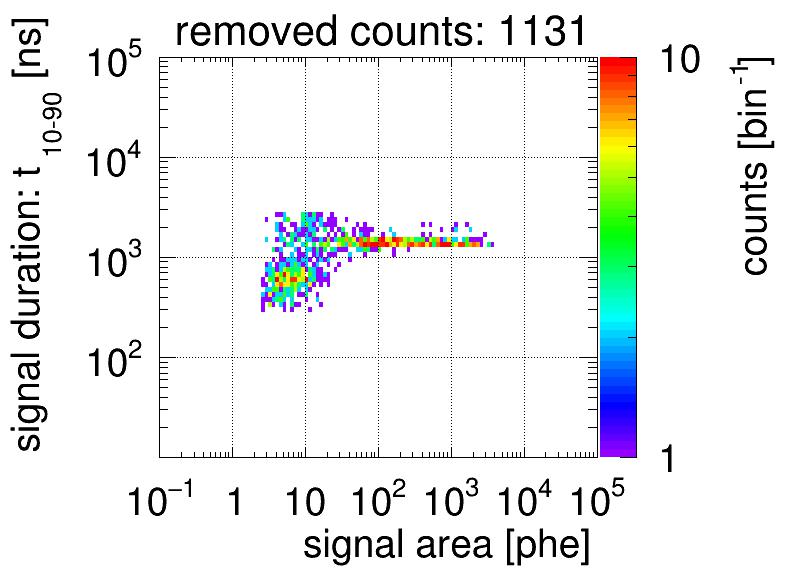 removed counts: 1131
signal duration: t 10-90 [ns]
10^5
10^4
10^3
10^2
10^−1 1 10 10^2 10^3 10^4 10^5
signal area [phe]
10
1
counts [bin^-1]